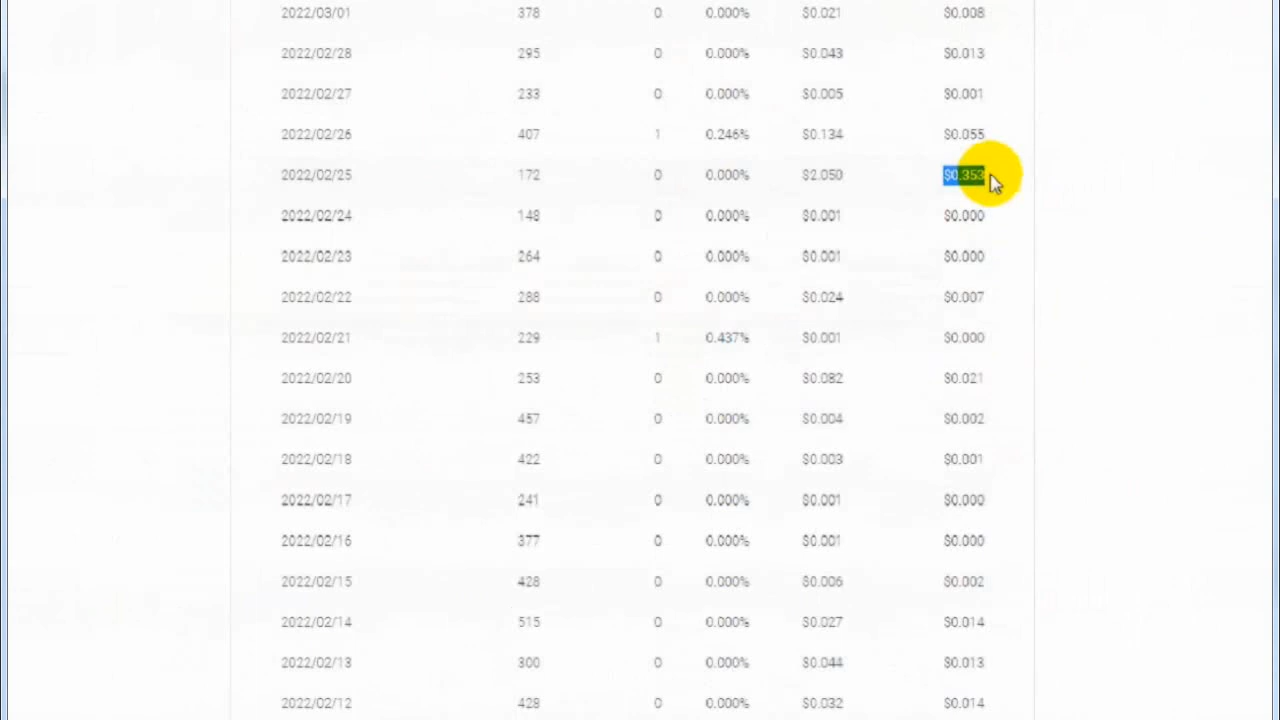 2022/03/01 378 0 0.000% $0.021 $0.008
2022/02/28 295 0 0.000% $0.043 $0.013
2022/02/27 233 0 0.000% $0.005 $0.001
2022/02/26 407 1 0.246% $0.134 $0.055
2022/02/25 172 0 0.000% $2.050 $0.353
2022/02/24 148 0 0.000% $0.001 $0.000
2022/02/23 264 0 0.000% $0.001 $0.000
2022/02/22 288 0 0.000% $0.024 $0.007
2022/02/21 229 1 0.437% $0.001 $0.000
2022/02/20 253 0 0.000% $0.082 $0.021
2022/02/19 457 0 0.000% $0.004 $0.002
2022/02/18 422 0 0.000% $0.003 $0.001
2022/02/17 241 0 0.000% $0.001 $0.000
2022/02/16 377 0 0.000% $0.001 $0.000
2022/02/15 428 0 0.000% $0.006 $0.002
2022/02/14 515 0 0.000% $0.027 $0.014
2022/02/13 300 0 0.000% $0.044 $0.013
2022/02/12 428 0 0.000% $0.032 $0.014